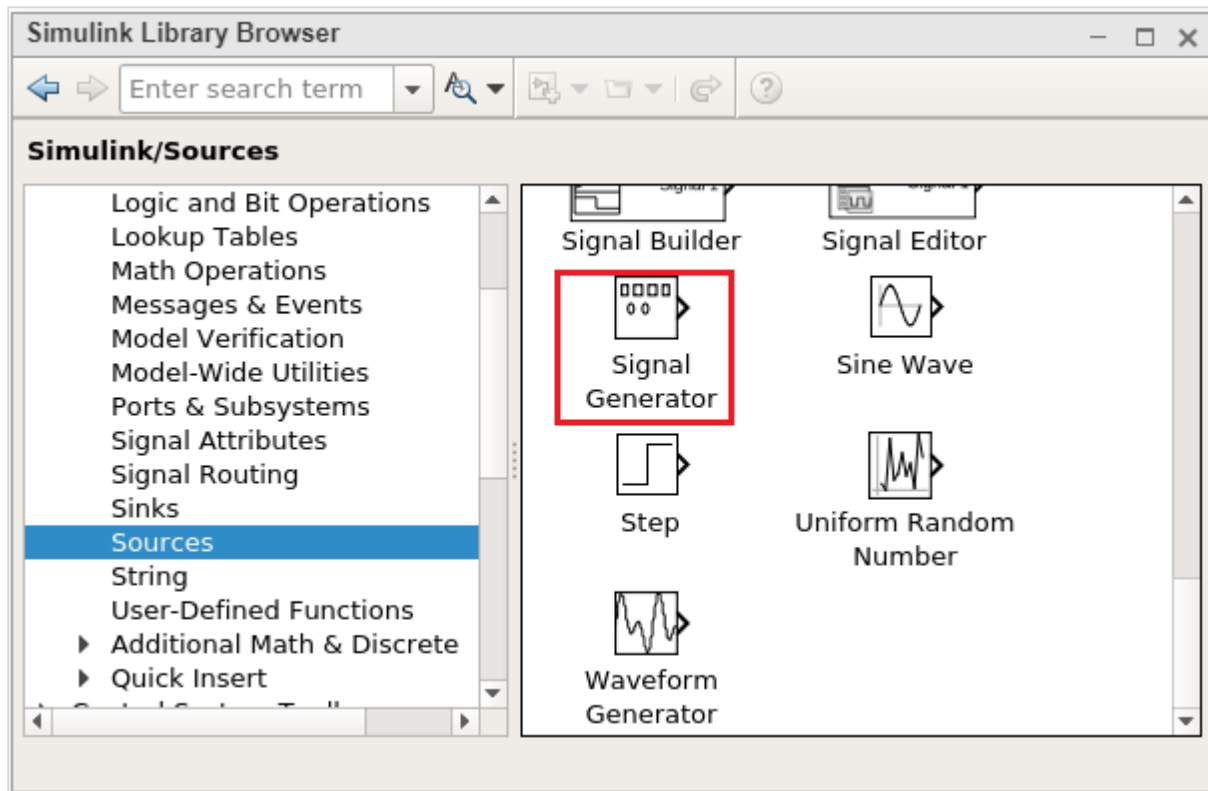 Simulink Library Browser
Enter search term
Simulink/Sources
Logic and Bit Operations
Lookup Tables
Math Operations
Messages & Events
Model Verification
Model-Wide Utilities
Ports & Subsystems
Signal Attributes
Signal Routing
Sinks
Sources
String
User-Defined Functions
Additional Math & Discrete
Quick Insert
Signal Builder
Signal Editor
Signal
Generator
Sine Wave
Step
Uniform Random
Number
Waveform
Generator